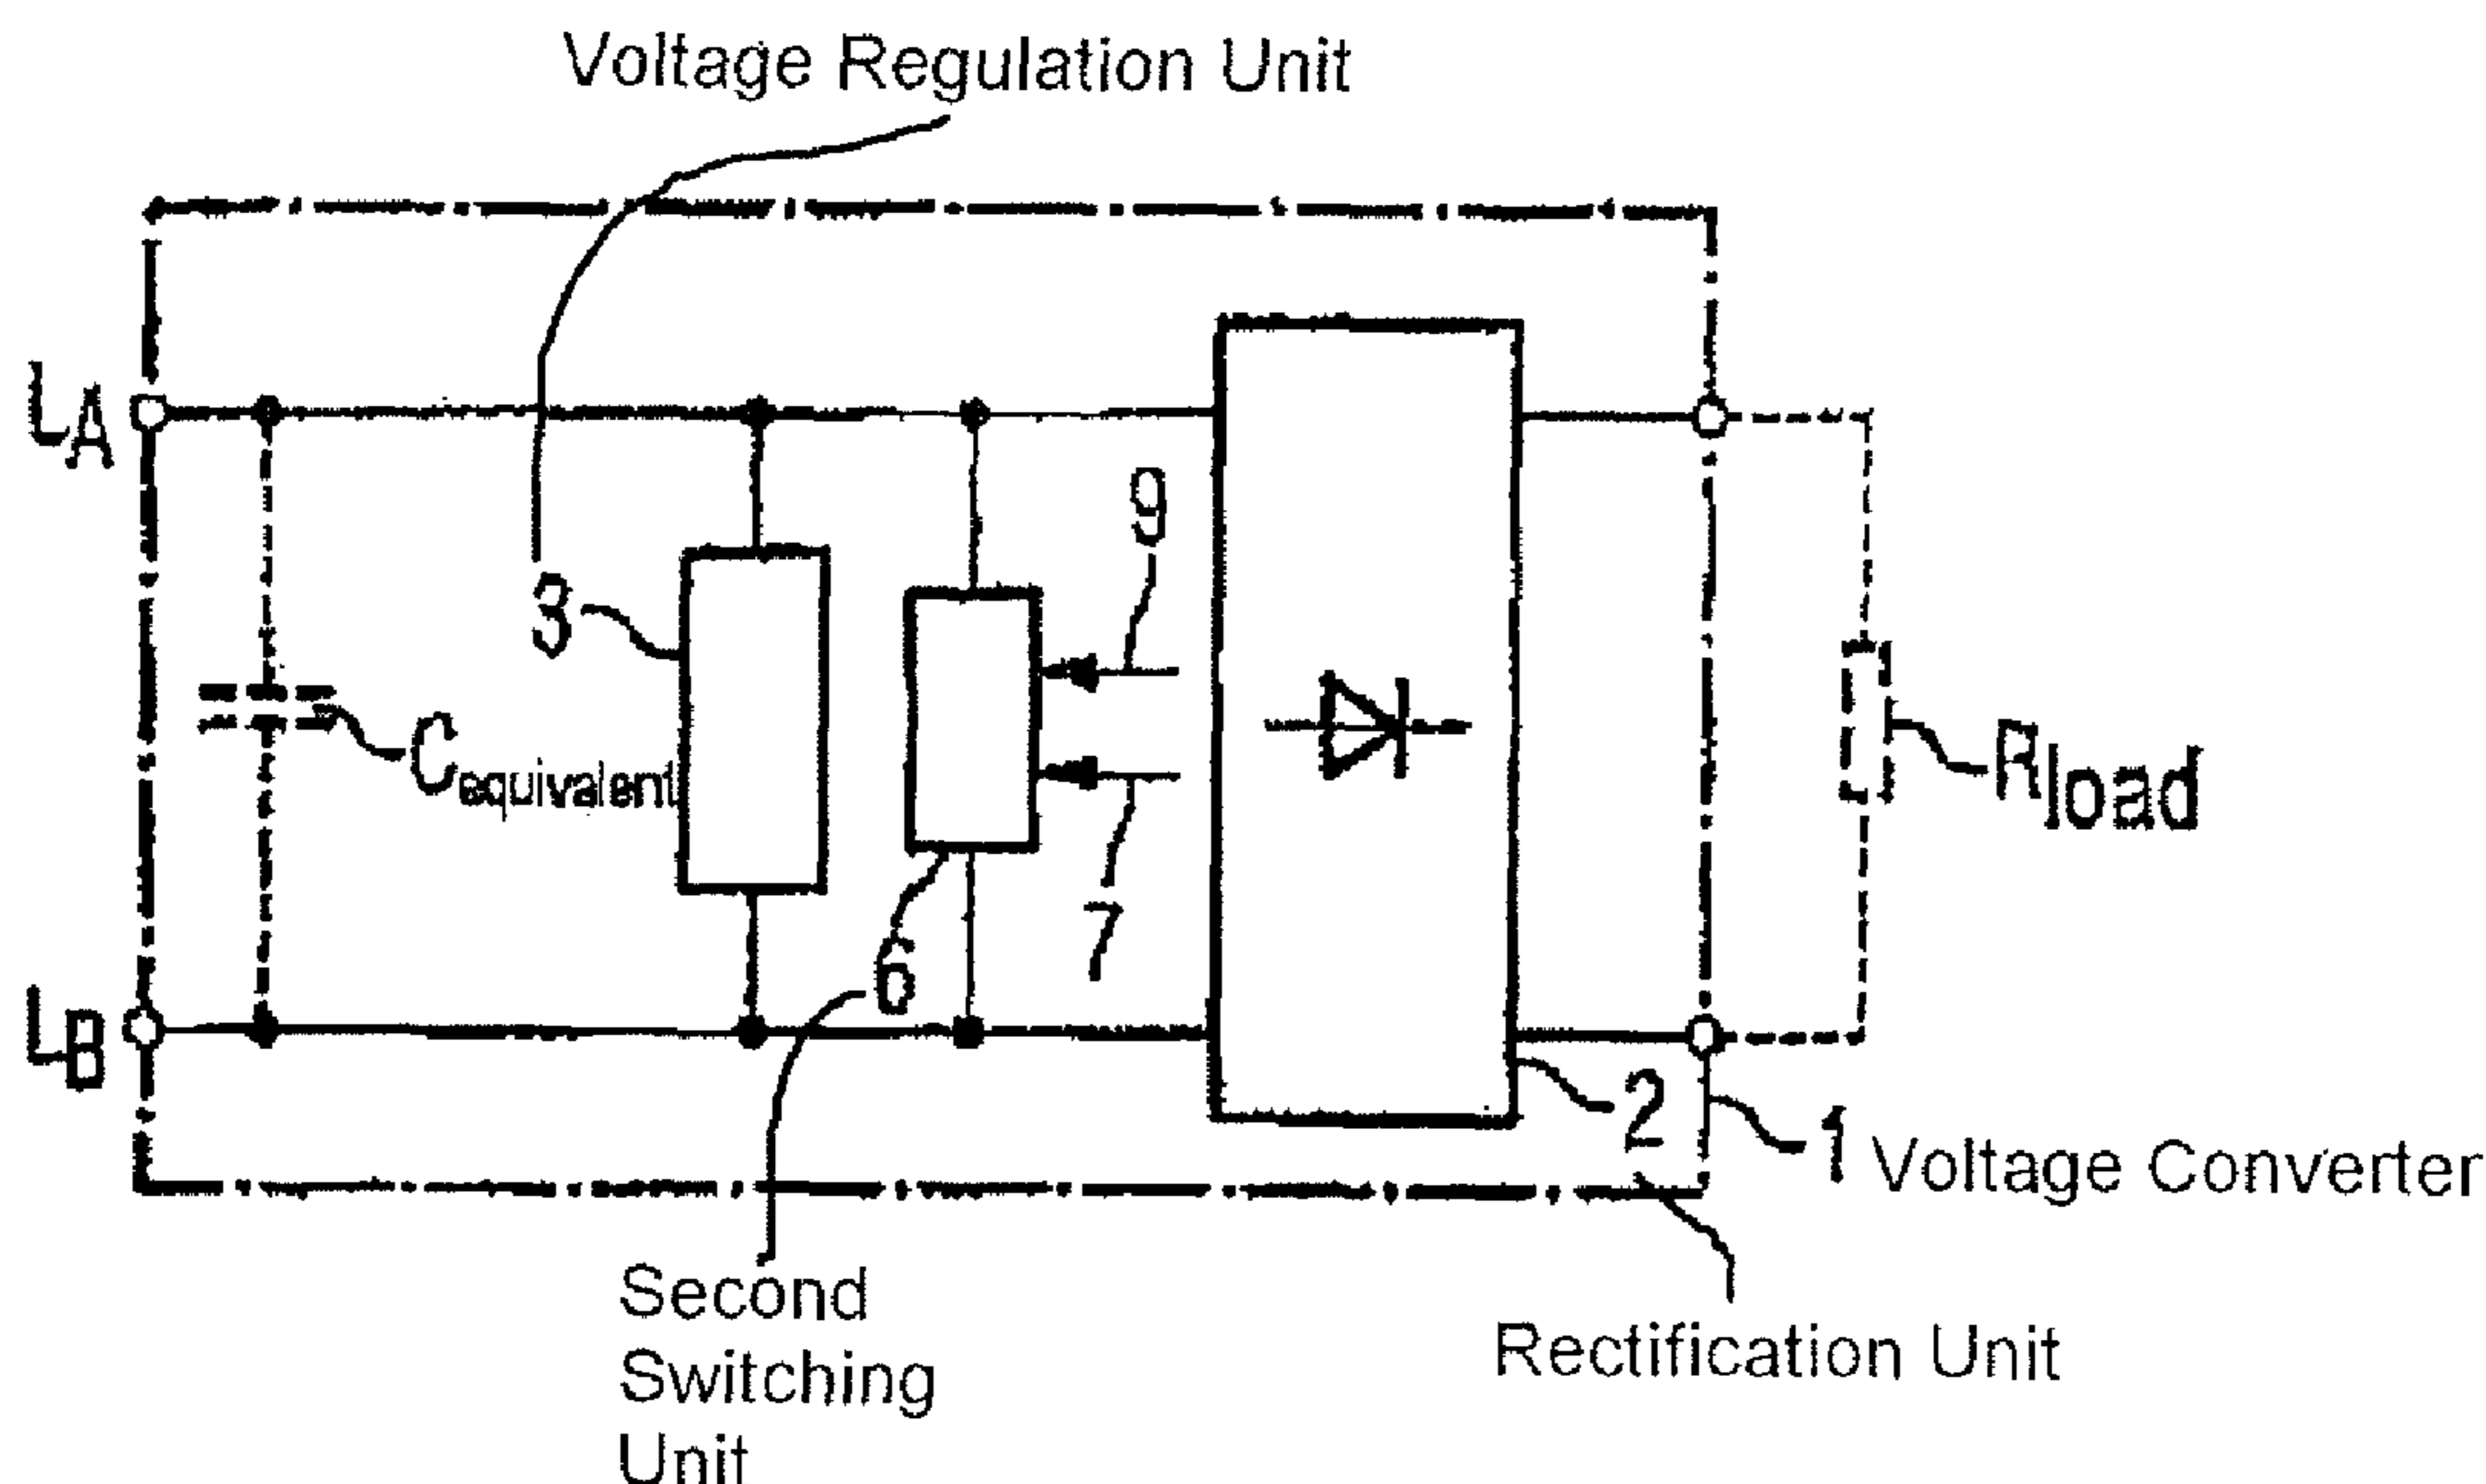 Voltage Regulation Unit
LA
9
3
Cequivalent
Rload
7
6
LB
2
1 Voltage Converter
Second
Switching
Unit
Rectification Unit